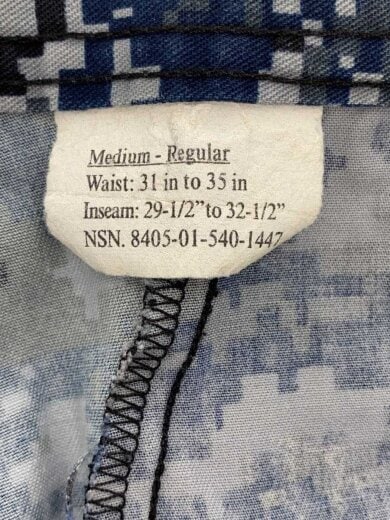 Medium - Regular
Waist: 31 in to 35 in
Inseam: 29-1/2” to 32-1/2”
NSN. 8405-01-540-1447